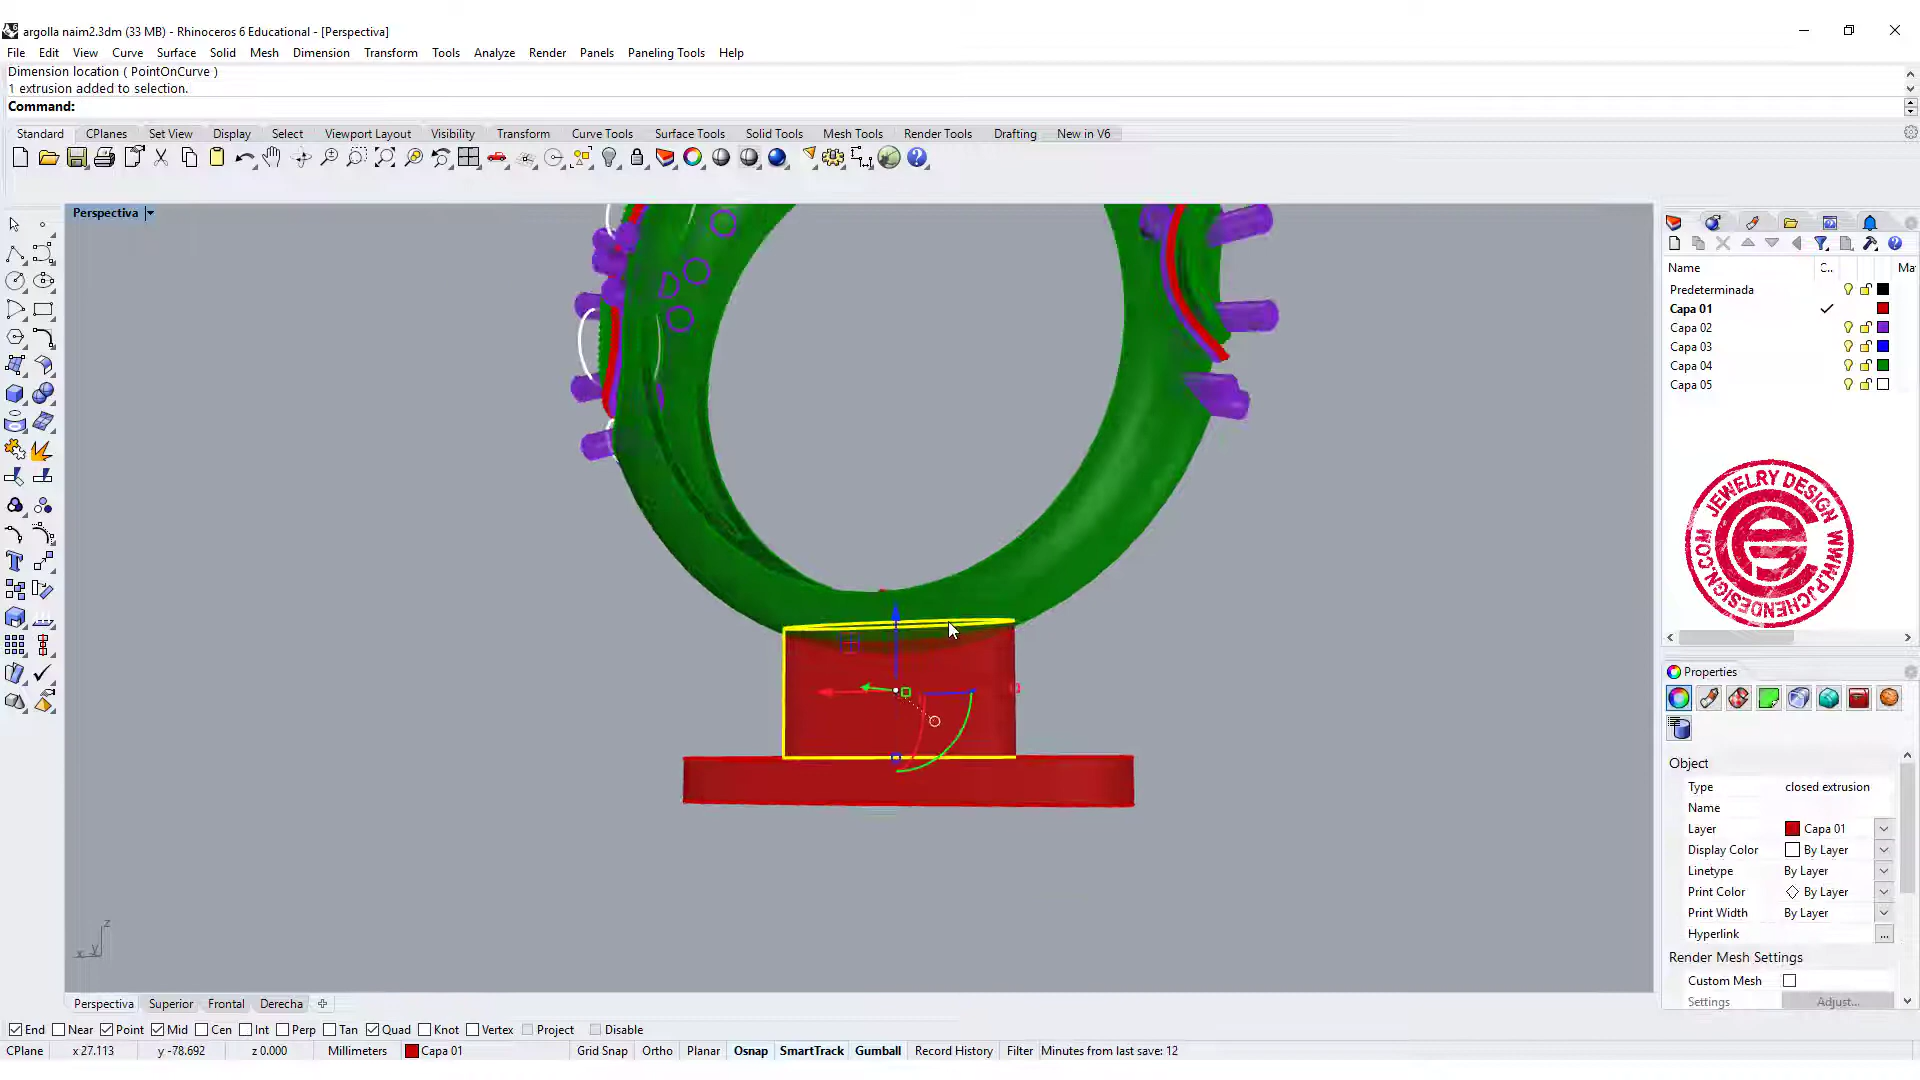 argolla naim2.3dm (33 MB) - Rhinoceros 6 Educational - [Perspectiva]
File Edit View Curve Surface Solid Mesh Dimension Transform Tools Analyze Render Panels Paneling Tools Help
Dimension location ( PointOnCurve )
1 extrusion added to selection.
Command:
Standard CPlanes Set View Display Select Viewport Layout Visibility Transform Curve Tools Surface Tools Solid Tools Mesh Tools Render Tools Drafting New in V6
Perspectiva
Name C.. Ma
Predeterminada
Capa 01
Capa 02
Capa 03
Capa 04
Capa 05
JEWELRY DESIGN
WWW.PJCHENDESIGN.COM
Properties
Object
Type closed extrusion
Name
Layer Capa 01
Display Color By Layer
Linetype By Layer
Print Color By Layer
Print Width By Layer
Hyperlink ...
Render Mesh Settings
Custom Mesh
Settings Adjust...
z
x y
Perspectiva Superior Frontal Derecha
End Near Point Mid Cen Int Perp Tan Quad Knot Vertex Project Disable
CPlane x 27.113 y -78.692 z 0.000 Millimeters Capa 01 Grid Snap Ortho Planar Osnap SmartTrack Gumball Record History Filter Minutes from last save: 12